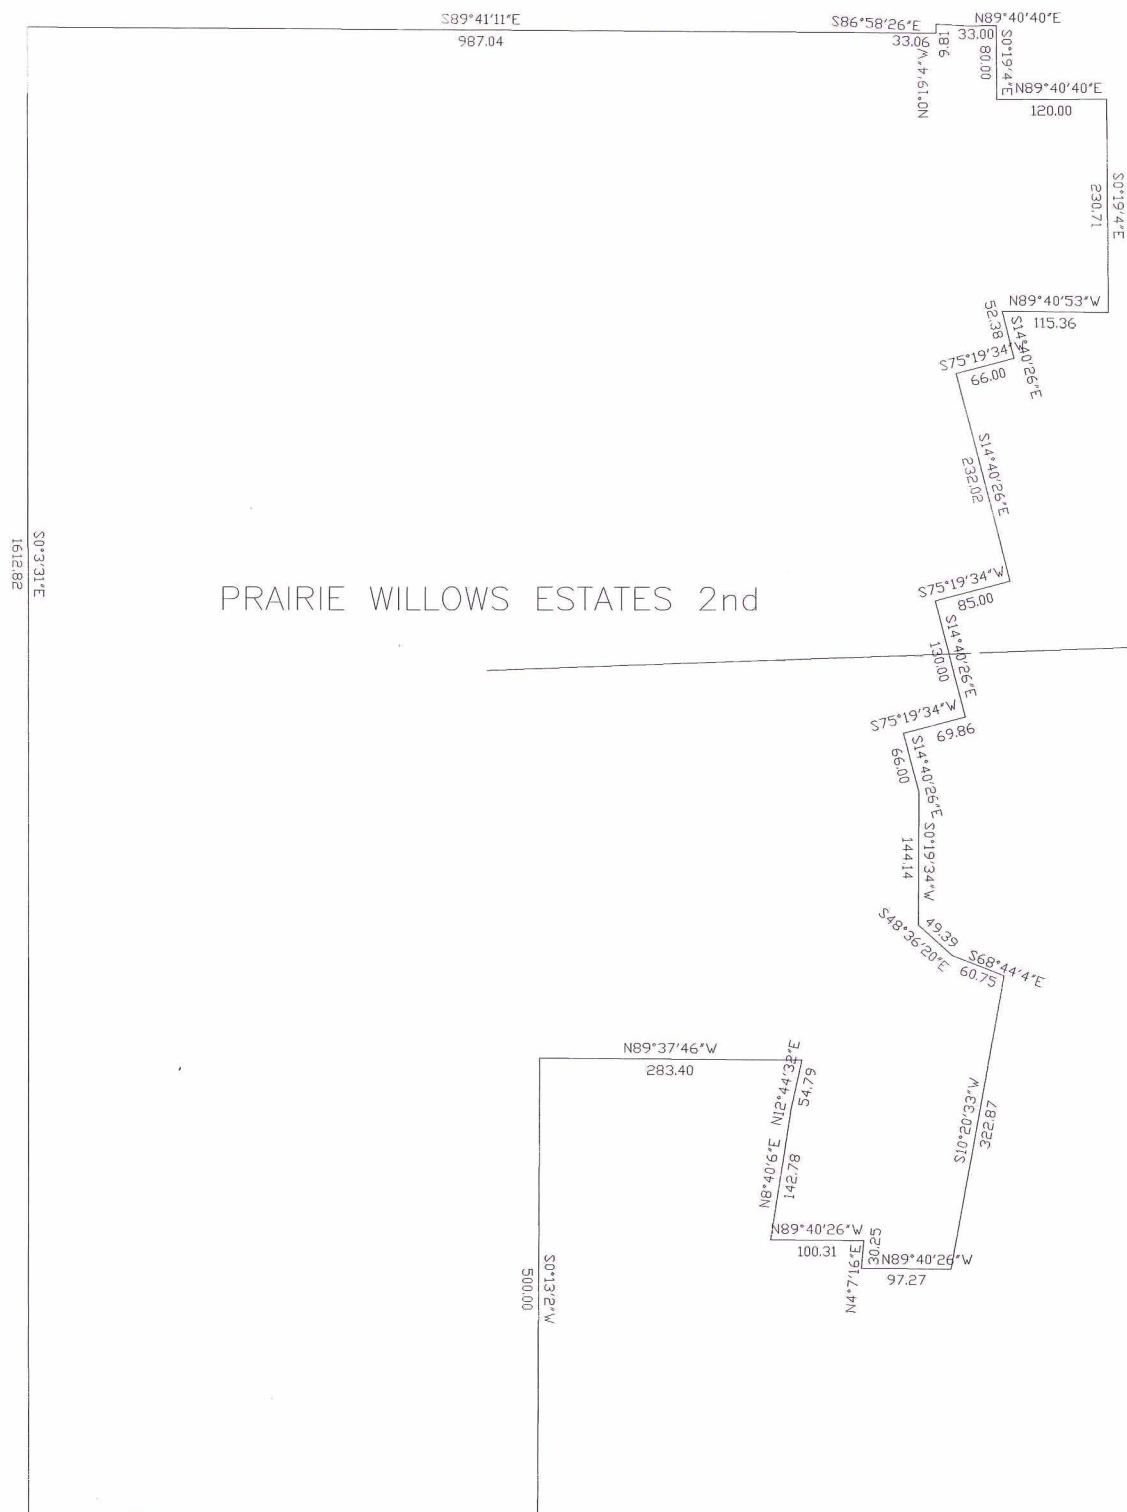 S89°41'11"E
987.04
S86°58'26"E
33.06
N0°19'4"W
9.81
N89°40'40"E
33.00
S0°19'4"E
80.00
N89°40'40"E
120.00
S0°19'4"E
230.71
N89°40'53"W
115.36
S14°40'26"E
52.38
S75°19'34"W
66.00
S14°40'26"E
232.02
S0°3'31"E
1612.82
PRAIRIE WILLOWS ESTATES 2nd
S75°19'34"W
85.00
S14°40'26"E
130.00
S75°19'34"W
69.86
S14°40'26"E
66.00
S0°19'34"W
144.14
S48°36'20"E
49.39
S68°44'4"E
60.75
S10°20'33"W
322.87
N89°37'46"W
283.40
N12°44'32"E
54.79
N8°40'6"E
142.78
N89°40'26"W
100.31
N4°7'16"E
30.25
N89°40'26"W
97.27
S0°13'2"W
500.00